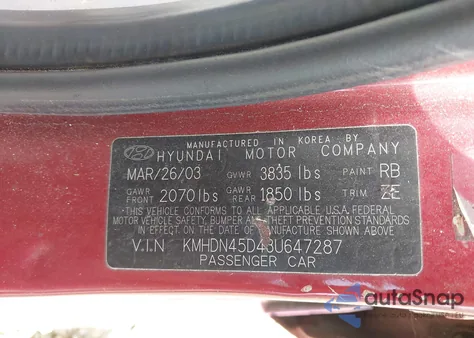 MANUFACTURED IN KOREA BY
HYUNDAI MOTOR COMPANY
MAR/26/03 GVWR 3835 lbs PAINT RB
GAWR FRONT 2070 lbs GAWR REAR 1850 lbs TRIM ZE
THIS VEHICLE CONFORMS TO ALL APPLICABLE U.S.A. FEDERAL
MOTOR VEHICLE SAFETY, BUMPER AND THEFT PREVENTION STANDARDS
IN EFFECT ON THE DATE OF MANUFACTURE SHOWN ABOVE.
V.I.N KMHDN45D43U647287
PASSENGER CAR
autoSnap